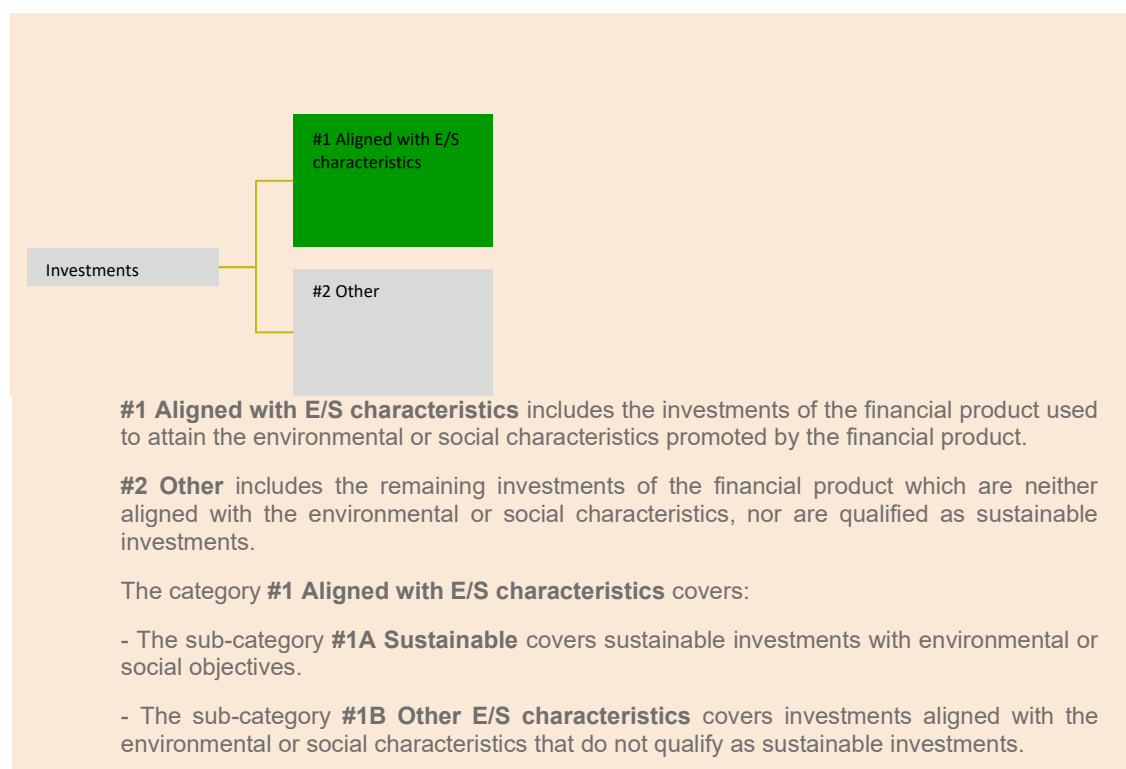 #1 Aligned with E/S
characteristics
Investments
#2 Other
#1 Aligned with E/S characteristics includes the investments of the financial product used
to attain the environmental or social characteristics promoted by the financial product.
#2 Other includes the remaining investments of the financial product which are neither
aligned with the environmental or social characteristics, nor are qualified as sustainable
investments.
The category #1 Aligned with E/S characteristics covers:
- The sub-category #1A Sustainable covers sustainable investments with environmental or
social objectives.
- The sub-category #1B Other E/S characteristics covers investments aligned with the
environmental or social characteristics that do not qualify as sustainable investments.